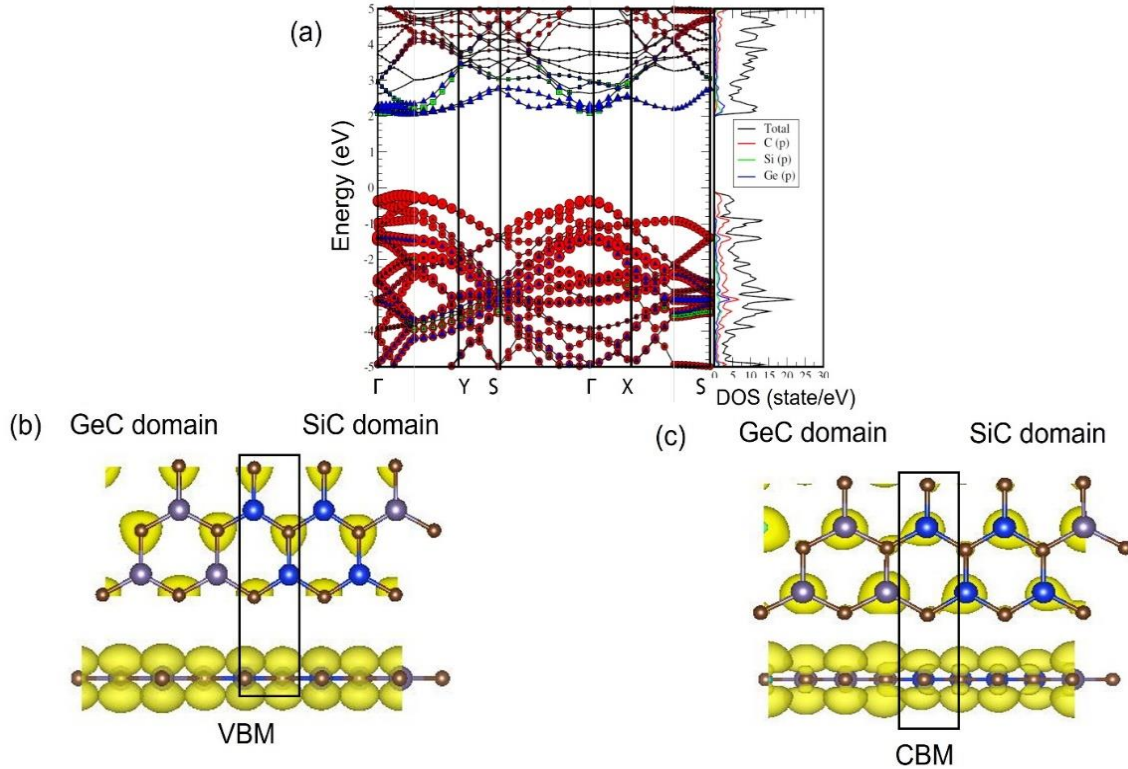 (a)
5
4
3
2
1
0
-1
-2
-3
-4
-5
Energy (eV)
Γ Y S Γ X S
Total
C (p)
Si (p)
Ge (p)
0 5 10 15 20 25 30
DOS (state/eV)
(b)
GeC domain SiC domain
VBM
(c)
GeC domain SiC domain
CBM